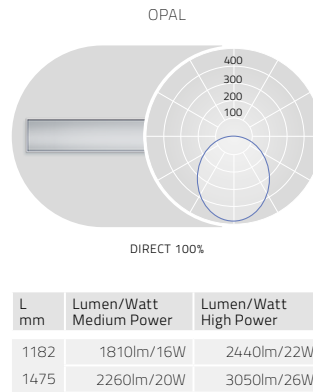 OPAL
400
300
200
100
DIRECT 100%
L mm Lumen/Watt Medium Power Lumen/Watt High Power
1182 1810lm/16W 2440lm/22W
1475 2260lm/20W 3050lm/26W